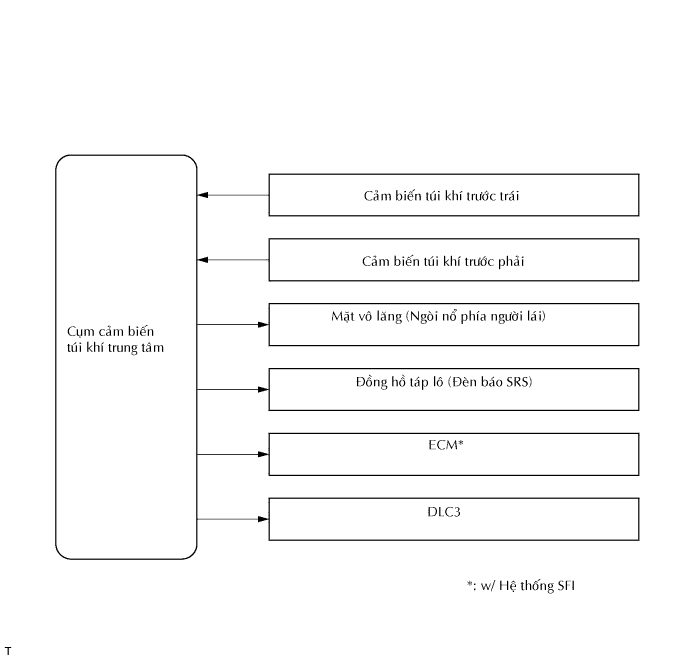 Cảm biến túi khí trước trái
Cảm biến túi khí trước phải
Mặt vô lăng (Ngòi nổ phía người lái)
Cụm cảm biến
túi khí trung tâm
Đồng hồ táp lô (Đèn báo SRS)
ECM*
DLC3
*: w/ Hệ thống SFI
T